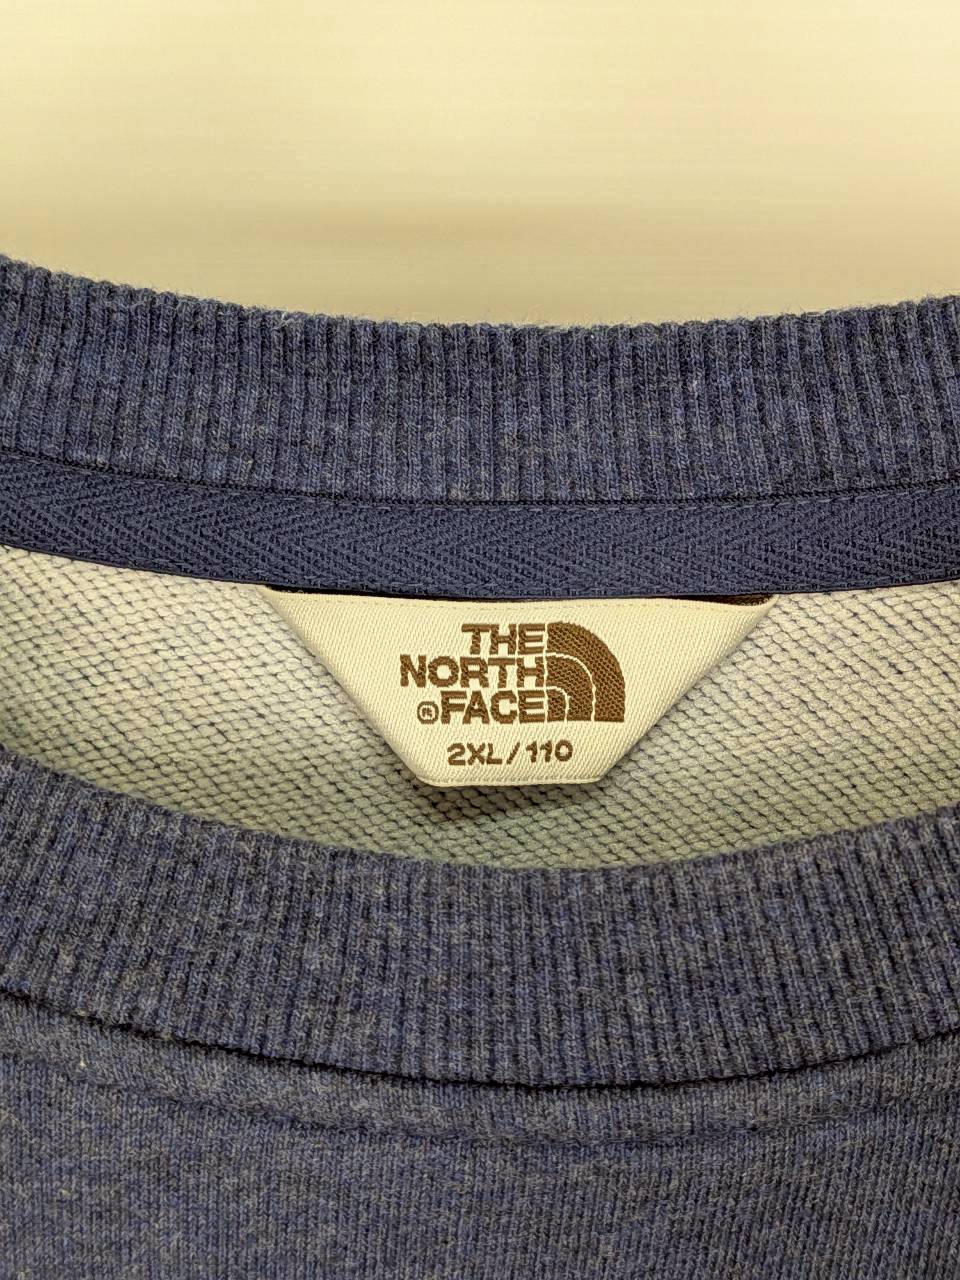 THE
NORTH
®FACE
2XL/110